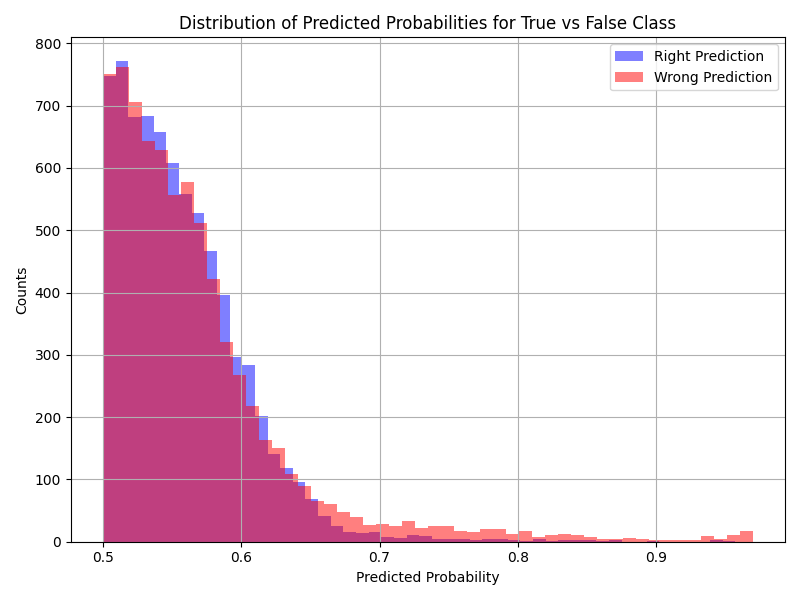 Distribution of Predicted Probabilities for True vs False Class
Right Prediction
Wrong Prediction
800
700
600
500
400
300
200
100
0
Counts
0.5 0.6 0.7 0.8 0.9
Predicted Probability